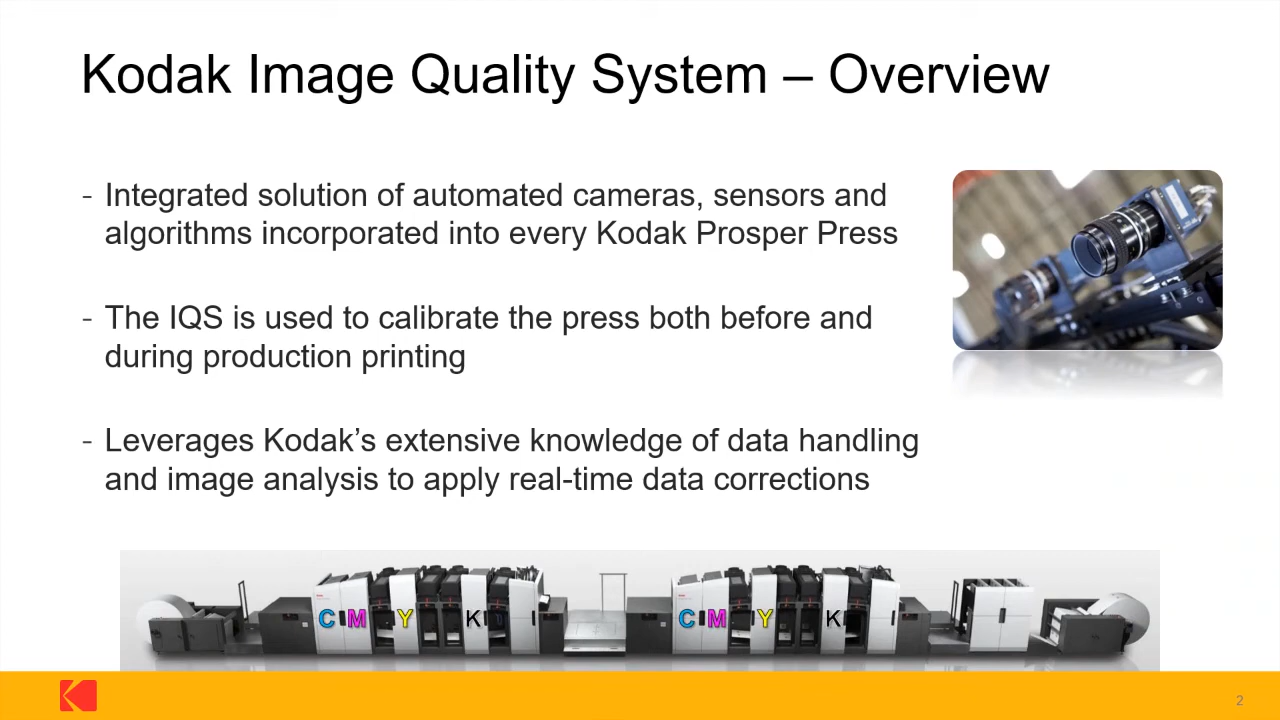 Kodak Image Quality System – Overview
- Integrated solution of automated cameras, sensors and
algorithms incorporated into every Kodak Prosper Press
- The IQS is used to calibrate the press both before and
during production printing
- Leverages Kodak’s extensive knowledge of data handling
and image analysis to apply real-time data corrections
C M Y K C M Y K
2